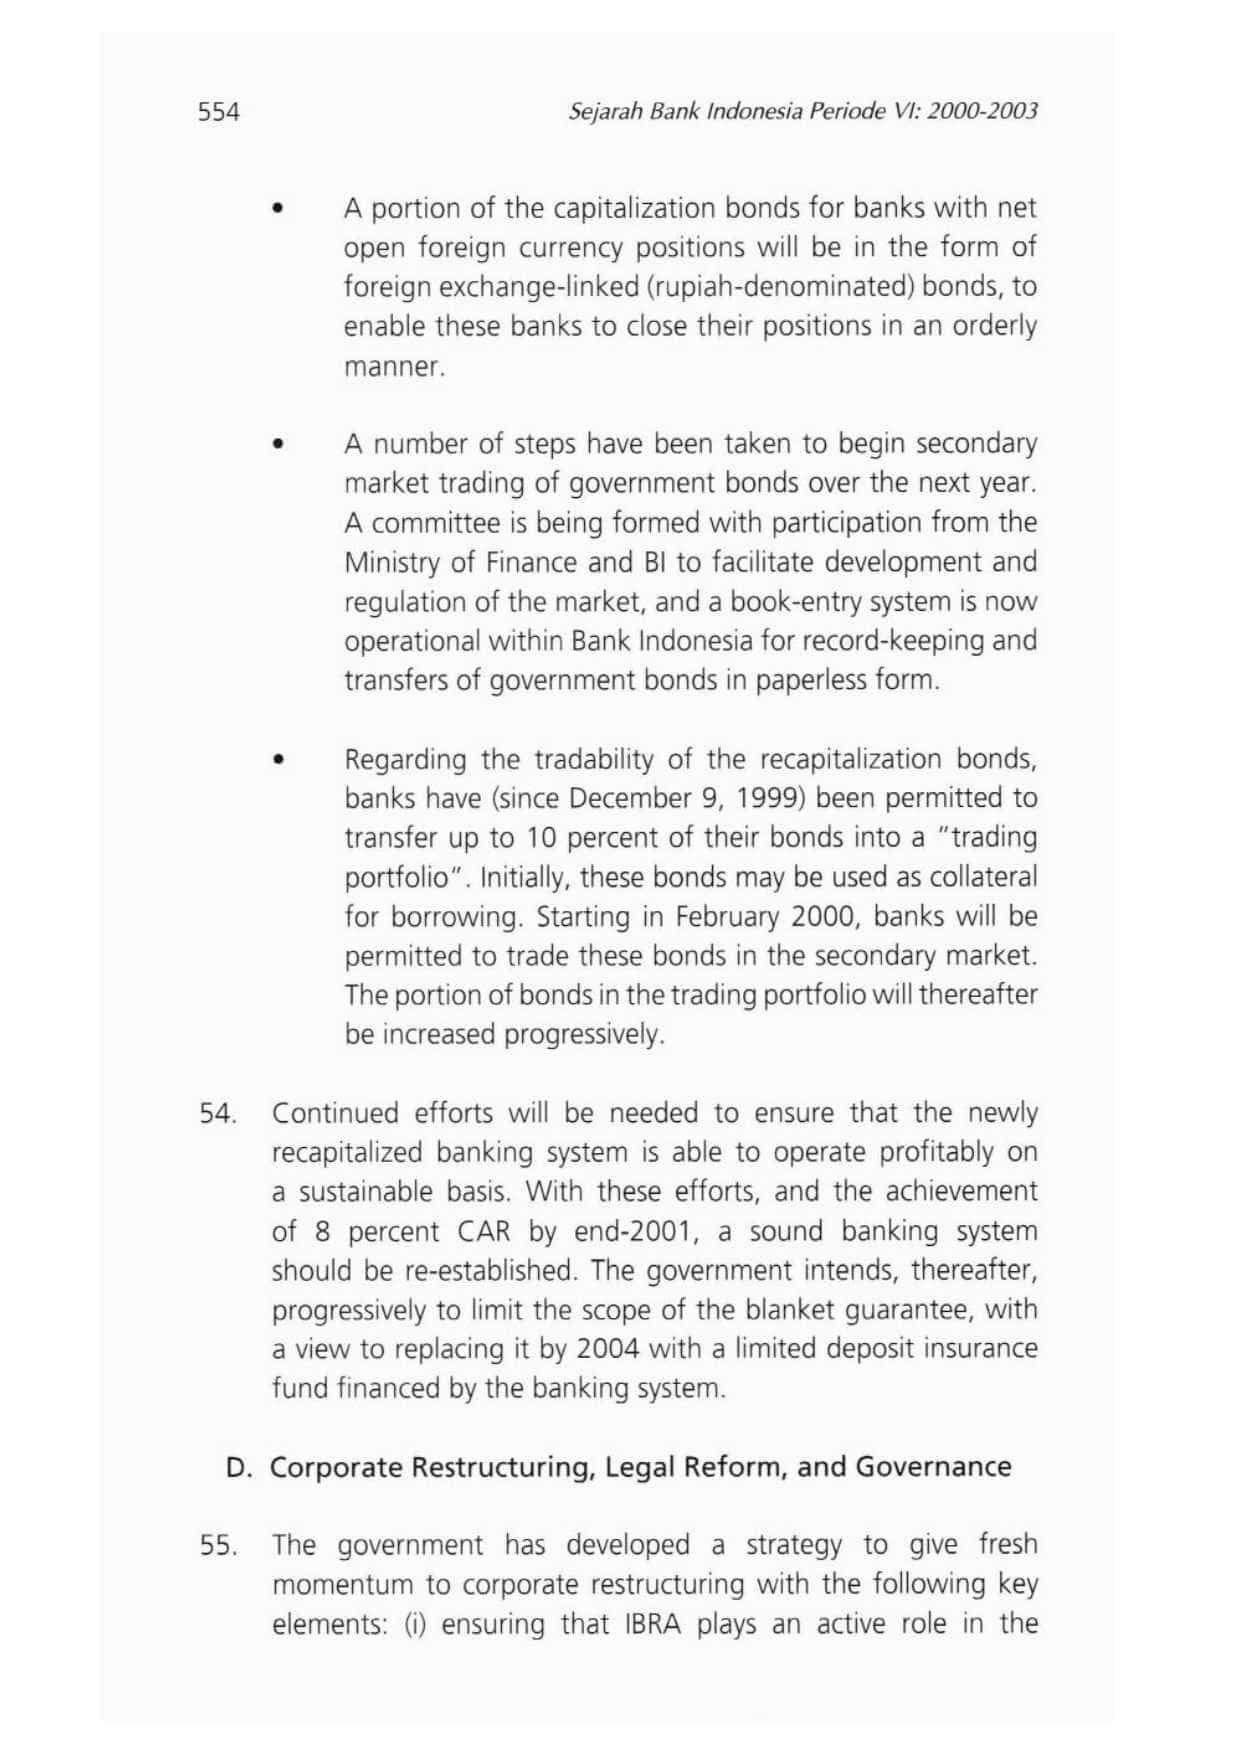 554
Sejarah Bank Indonesia Periode VI: 2000-2003
• A portion of the capitalization bonds for banks with net
open foreign currency positions will be in the form of
foreign exchange-linked (rupiah-denominated) bonds, to
enable these banks to close their positions in an orderly
manner.
• A number of steps have been taken to begin secondary
market trading of government bonds over the next year.
A committee is being formed with participation from the
Ministry of Finance and BI to facilitate development and
regulation of the market, and a book-entry system is now
operational within Bank Indonesia for record-keeping and
transfers of government bonds in paperless form.
• Regarding the tradability of the recapitalization bonds,
banks have (since December 9, 1999) been permitted to
transfer up to 10 percent of their bonds into a "trading
portfolio". Initially, these bonds may be used as collateral
for borrowing. Starting in February 2000, banks will be
permitted to trade these bonds in the secondary market.
The portion of bonds in the trading portfolio will thereafter
be increased progressively.
54. Continued efforts will be needed to ensure that the newly
recapitalized banking system is able to operate profitably on
a sustainable basis. With these efforts, and the achievement
of 8 percent CAR by end-2001, a sound banking system
should be re-established. The government intends, thereafter,
progressively to limit the scope of the blanket guarantee, with
a view to replacing it by 2004 with a limited deposit insurance
fund financed by the banking system.
D. Corporate Restructuring, Legal Reform, and Governance
55. The government has developed a strategy to give fresh
momentum to corporate restructuring with the following key
elements: (i) ensuring that IBRA plays an active role in the